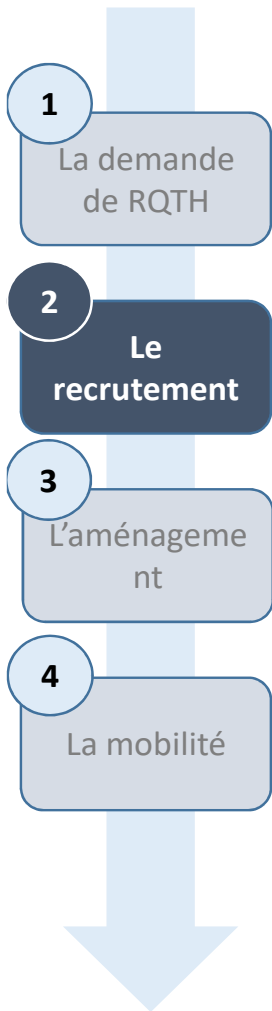 1
La demande
de RQTH
2
Le
recrutement
3
L’aménageme
nt
4
La mobilité